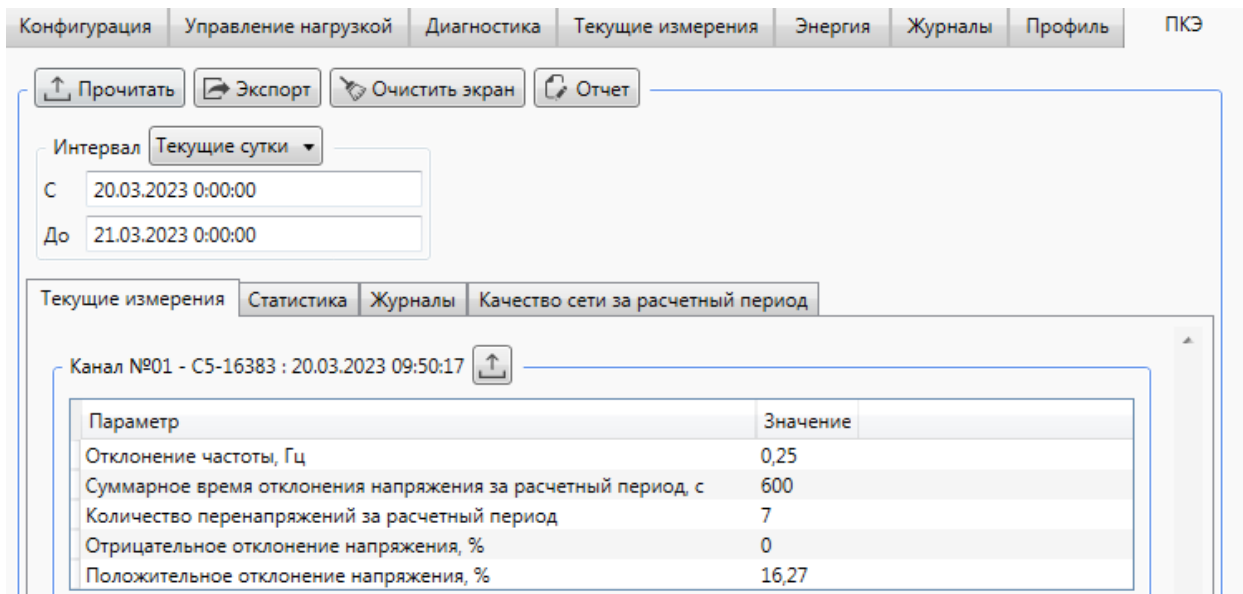 Конфигурация Управление нагрузкой Диагностика Текущие измерения Энергия Журналы Профиль ПКЭ
Прочитать Экспорт Очистить экран Отчет
Интервал Текущие сутки
С 20.03.2023 0:00:00
До 21.03.2023 0:00:00
Текущие измерения Статистика Журналы Качество сети за расчетный период
Канал №01 - С5-16383 : 20.03.2023 09:50:17
Параметр Значение
Отклонение частоты, Гц 0,25
Суммарное время отклонения напряжения за расчетный период, с 600
Количество перенапряжений за расчетный период 7
Отрицательное отклонение напряжения, % 0
Положительное отклонение напряжения, % 16,27